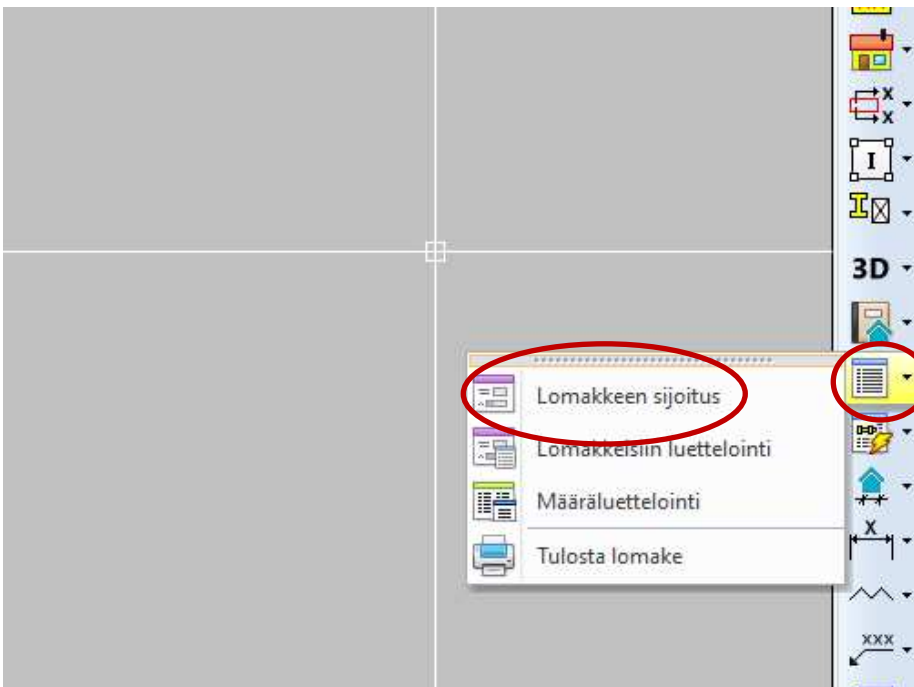 X
X
I
3D
Lomakkeen sijoitus
Lomakkeisiin luettelointi
Määräluettelointi
X
Tulosta lomake
xxx